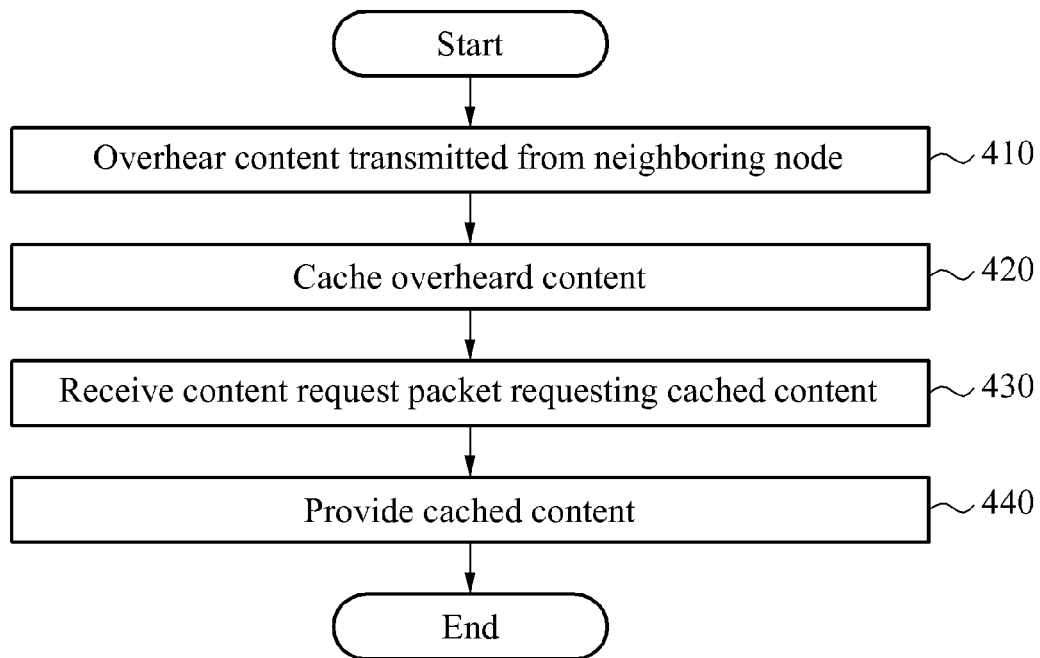 Start
Overhear content transmitted from neighboring node 410
Cache overheard content 420
Receive content request packet requesting cached content 430
Provide cached content 440
End